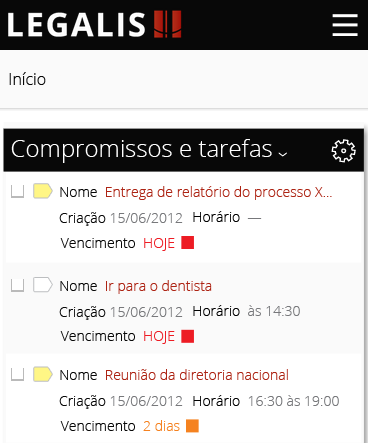 LEGALIS
Início
Compromissos e tarefas
Nome Entrega de relatório do processo X...
Criação 15/06/2012 Horário —
Vencimento HOJE
Nome Ir para o dentista
Criação 15/06/2012 Horário às 14:30
Vencimento HOJE
Nome Reunião da diretoria nacional
Criação 15/06/2012 Horário 16:30 às 19:00
Vencimento 2 dias